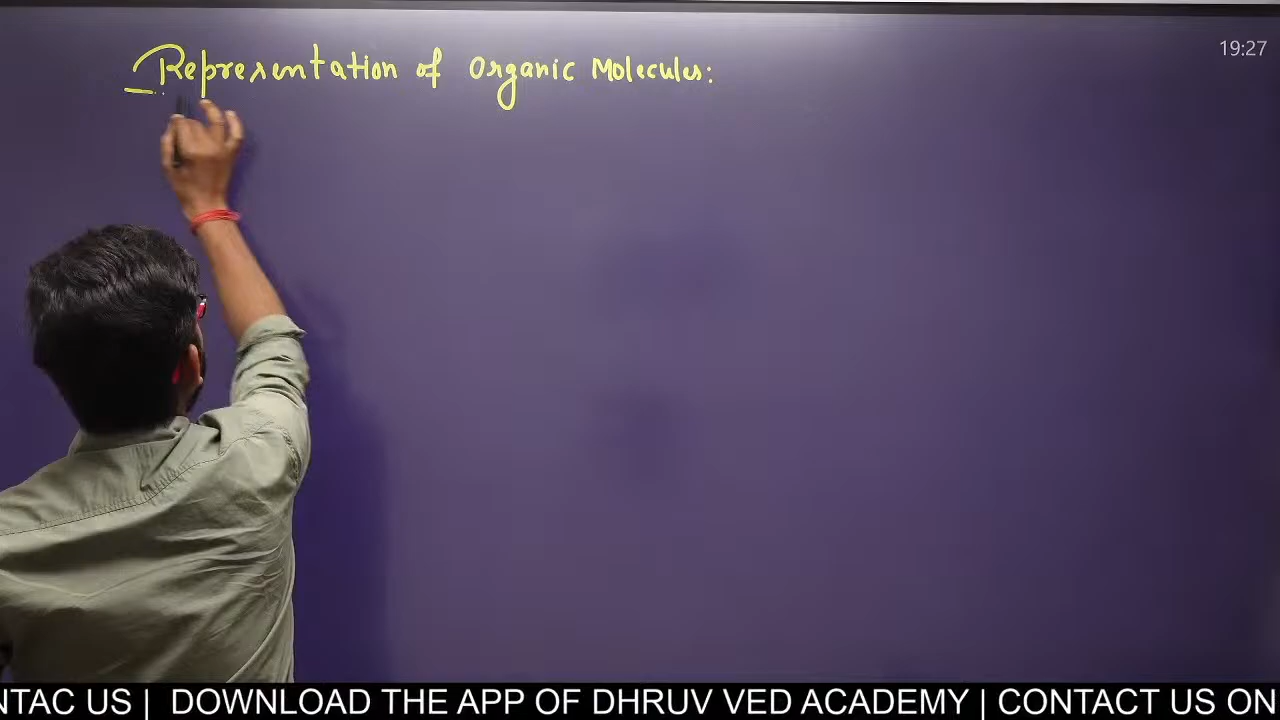 19:27
Representation of Organic Molecules:
NTAC US | DOWNLOAD THE APP OF DHRUV VED ACADEMY | CONTACT US ON